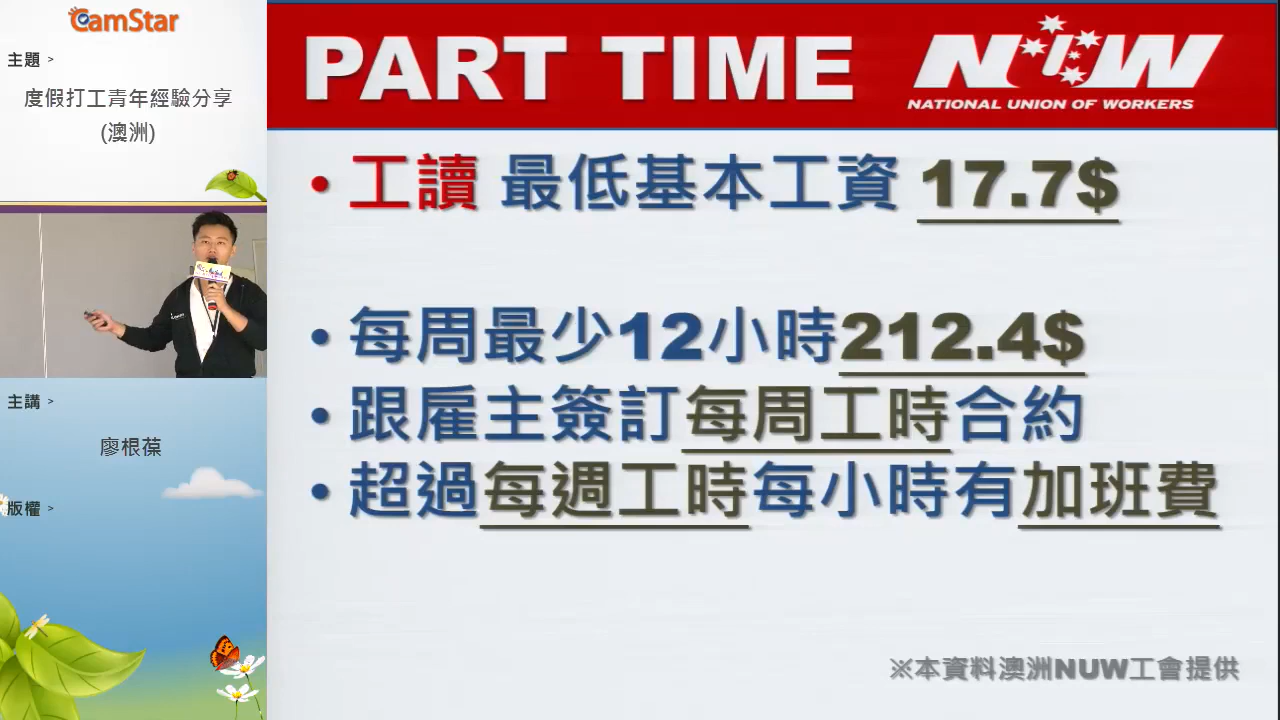 CamStar
主題 >
度假打工青年經驗分享
(澳洲)
主講 >
廖根葆
版權 >
PART TIME
NUW
NATIONAL UNION OF WORKERS
• 工讀 最低基本工資 17.7$
• 每周最少12小時212.4$
• 跟雇主簽訂每周工時合約
• 超過每週工時每小時有加班費
※本資料澳洲NUW工會提供